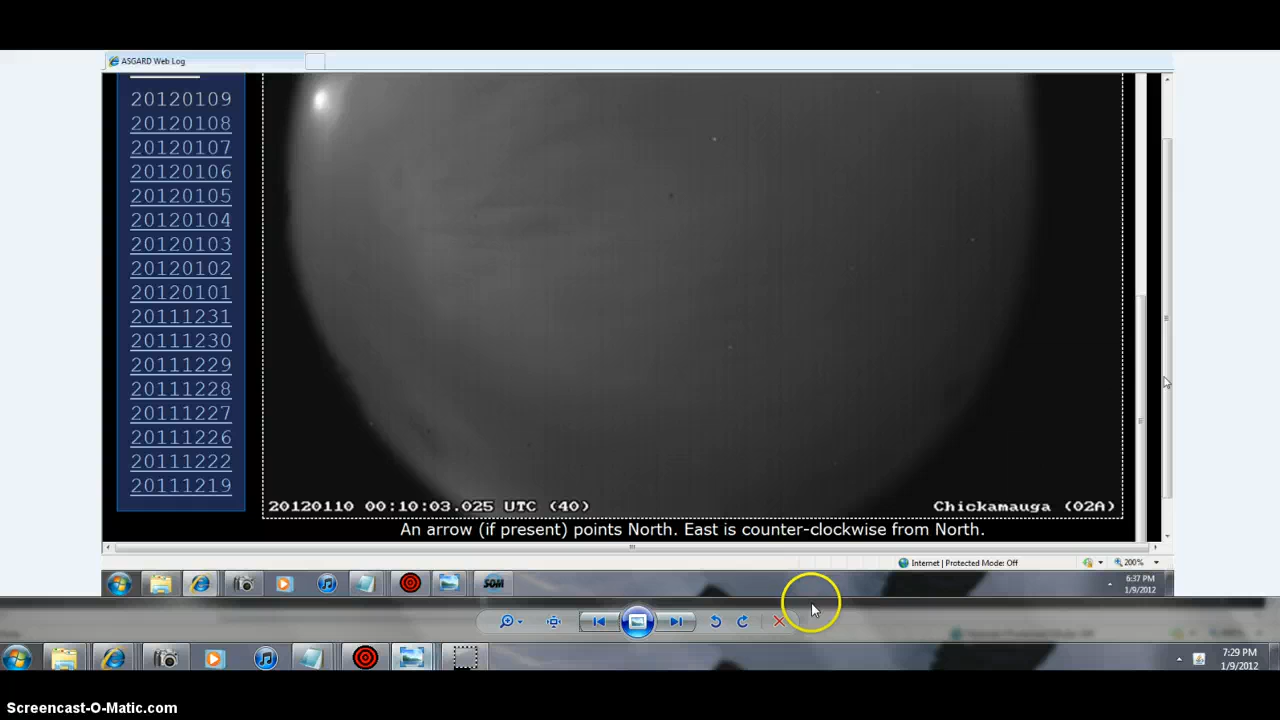 ASGARD Web Log
20120109
20120108
20120107
20120106
20120105
20120104
20120103
20120102
20120101
20111231
20111230
20111229
20111228
20111227
20111226
20111222
20111219
20120110 00:10:03.025 UTC (40)
Chickamauga (02A)
An arrow (if present) points North. East is counter-clockwise from North.
Internet | Protected Mode: Off
200%
SOM
6:37 PM
1/9/2012
7:29 PM
1/9/2012
Screencast-O-Matic.com